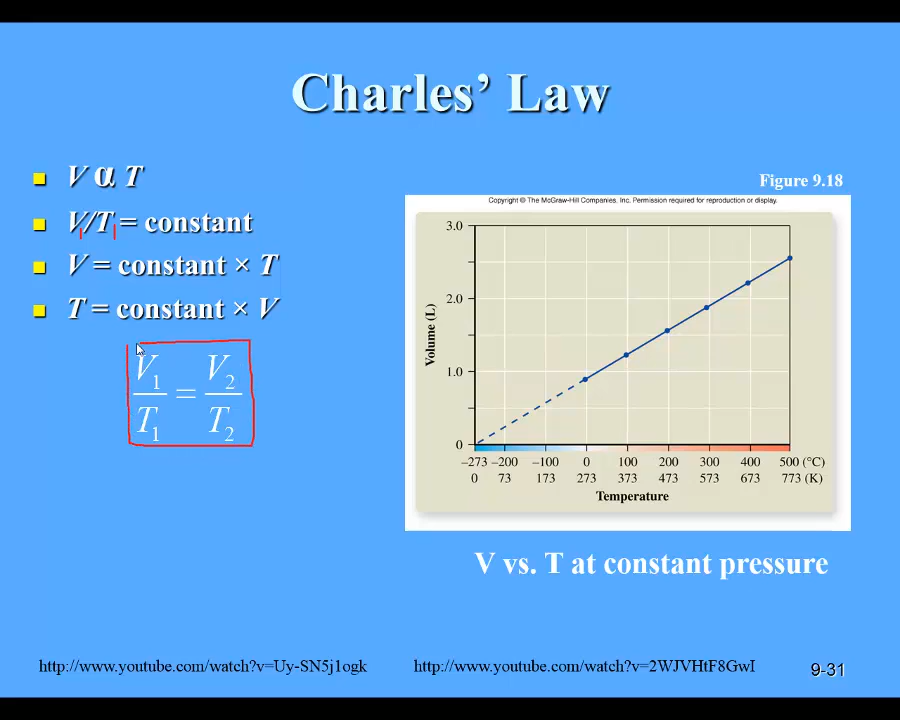 Charles’ Law
V α T
V/T = constant
V = constant × T
T = constant × V
V1/T1 = V2/T2
Figure 9.18
Copyright © The McGraw-Hill Companies, Inc. Permission required for reproduction or display.
3.0
2.0
1.0
0
Volume (L)
–273 –200 –100 0 100 200 300 400 500 (°C)
0 73 173 273 373 473 573 673 773 (K)
Temperature
V vs. T at constant pressure
http://www.youtube.com/watch?v=Uy-SN5j1ogk
http://www.youtube.com/watch?v=2WJVHtF8GwI
9-31